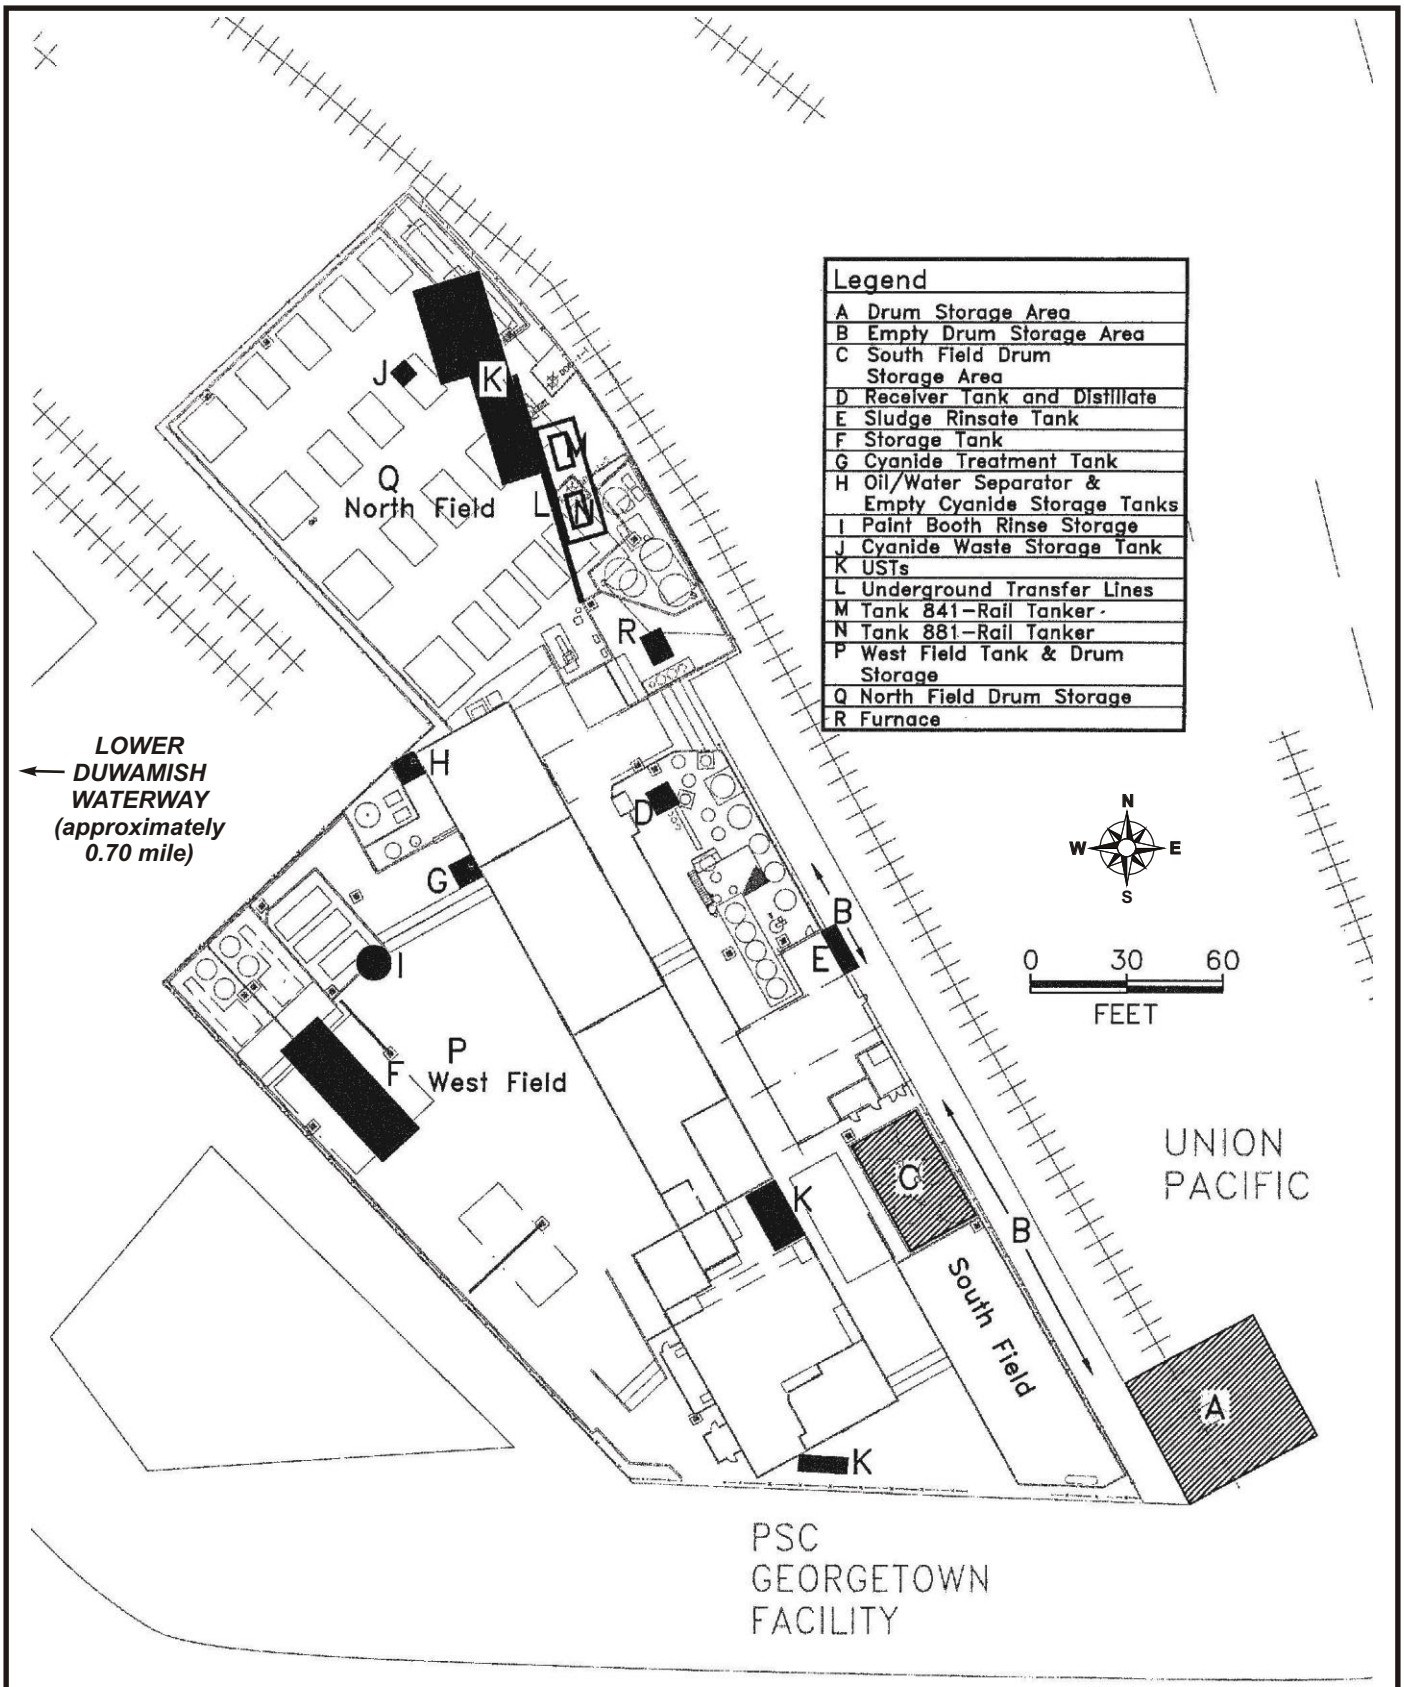 Legend
A Drum Storage Area
B Empty Drum Storage Area
C South Field Drum
Storage Area
D Receiver Tank and Distillate
E Sludge Rinsate Tank
F Storage Tank
G Cyanide Treatment Tank
H Oil/Water Separator &
Empty Cyanide Storage Tanks
I Paint Booth Rinse Storage
J Cyanide Waste Storage Tank
K USTs
L Underground Transfer Lines
M Tank 841-Rail Tanker
N Tank 881-Rail Tanker
P West Field Tank & Drum
Storage
Q North Field Drum Storage
R Furnace
J
K
M
Q
North Field
L
N
R
LOWER
DUWAMISH
WATERWAY
(approximately
0.70 mile)
H
D
N
W E
S
G
B
E
I
0 30 60
FEET
P
F
West Field
UNION
PACIFIC
C
K
B
South Field
A
K
PSC
GEORGETOWN
FACILITY